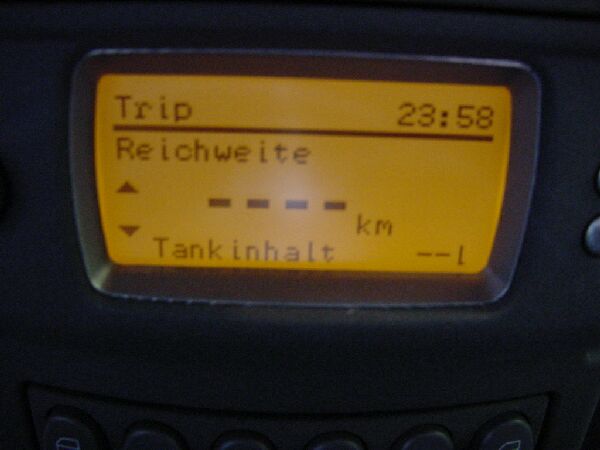 Trip 23:58
Reichweite
---- km
Tankinhalt --l